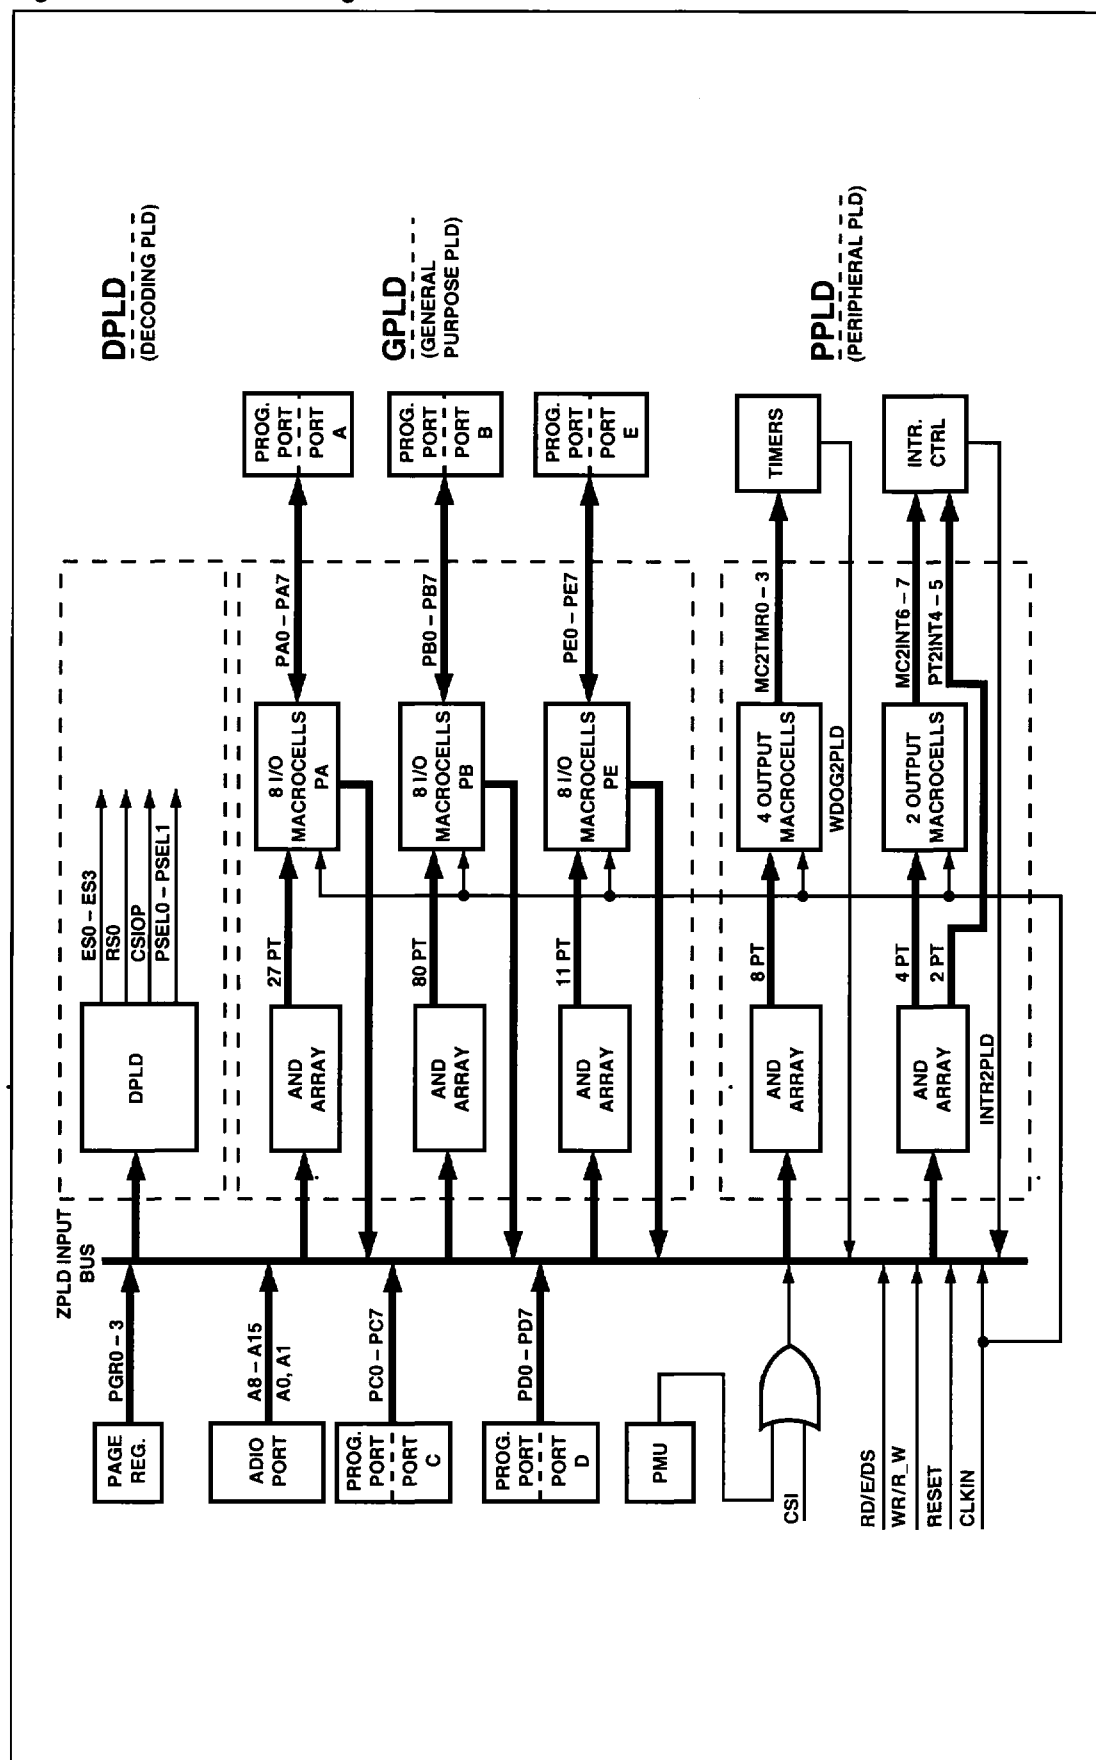 DPLD
(DECODING PLD)
GPLD
(GENERAL
PURPOSE PLD)
PPLD
(PERIPHERAL PLD)
PROG.
PORT
PORT
A
PROG.
PORT
PORT
B
PROG.
PORT
PORT
E
TIMERS
INTR.
CTRL
PA0 – PA7
PB0 – PB7
PE0 – PE7
MC2TMR0 – 3
MC2INT6 – 7
PT2INT4 – 5
ES0 – ES3
RS0
CSIOP
PSEL0 – PSEL1
8 I/O
MACROCELLS
PA
8 I/O
MACROCELLS
PB
8 I/O
MACROCELLS
PE
4 OUTPUT
MACROCELLS
WDOG2PLD
2 OUTPUT
MACROCELLS
27 PT
80 PT
11 PT
8 PT
4 PT
2 PT
DPLD
AND
ARRAY
AND
ARRAY
AND
ARRAY
AND
ARRAY
AND
ARRAY
INTR2PLD
ZPLD INPUT
BUS
PGR0 – 3
A8 – A15
A0, A1
PC0 – PC7
PD0 – PD7
PAGE
REG.
ADIO
PORT
PROG.
PORT
PORT
C
PROG.
PORT
PORT
D
PMU
CSI
RD/E/DS
WR/R_W
RESET
CLKIN